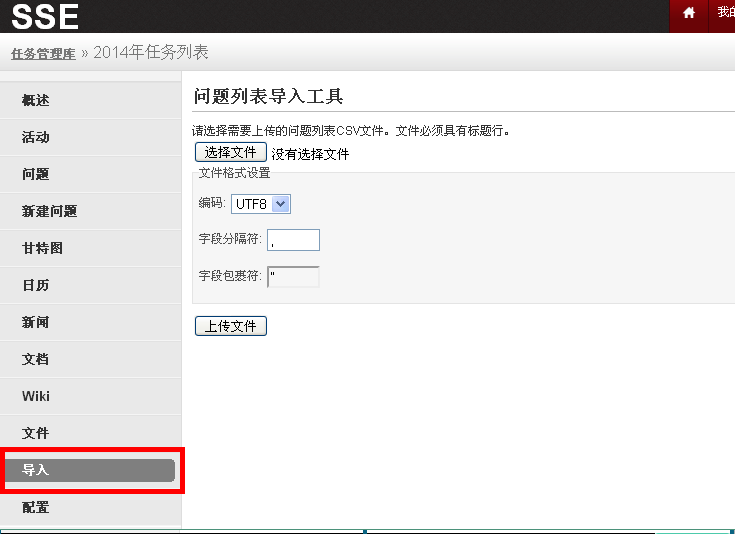 SSE
我的
任务管理库 » 2014年任务列表
概述
活动
问题
新建问题
甘特图
日历
新闻
文档
Wiki
文件
导入
配置
问题列表导入工具
请选择需要上传的问题列表CSV文件。文件必须具有标题行。
选择文件 没有选择文件
文件格式设置
编码: UTF8
字段分隔符: ,
字段包裹符: "
上传文件